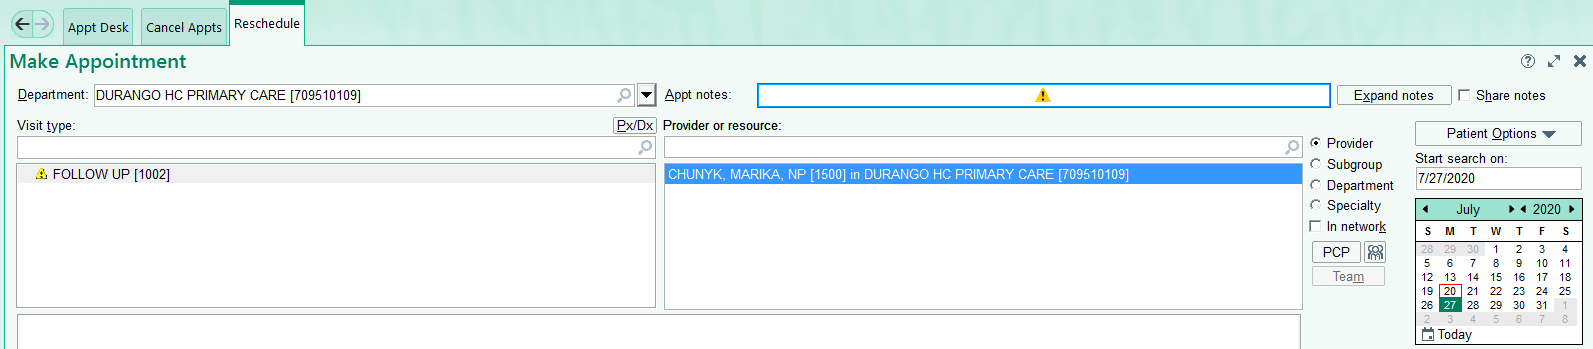 Appt Desk Cancel Appts Reschedule
Make Appointment
Department: DURANGO HC PRIMARY CARE [709510109] Appt notes: Expand notes Share notes
Visit type: Px/Dx Provider or resource: Patient Options
Provider
FOLLOW UP [1002] CHUNYK, MARIKA, NP [1500] in DURANGO HC PRIMARY CARE [709510109] Subgroup Start search on:
Department 7/27/2020
Specialty July 2020
In network S M T W T F S
PCP 28 29 30 1 2 3 4
Team 5 6 7 8 9 10 11
12 13 14 15 16 17 18
19 20 21 22 23 24 25
26 27 28 29 30 31 1
2 3 4 5 6 7 8
Today